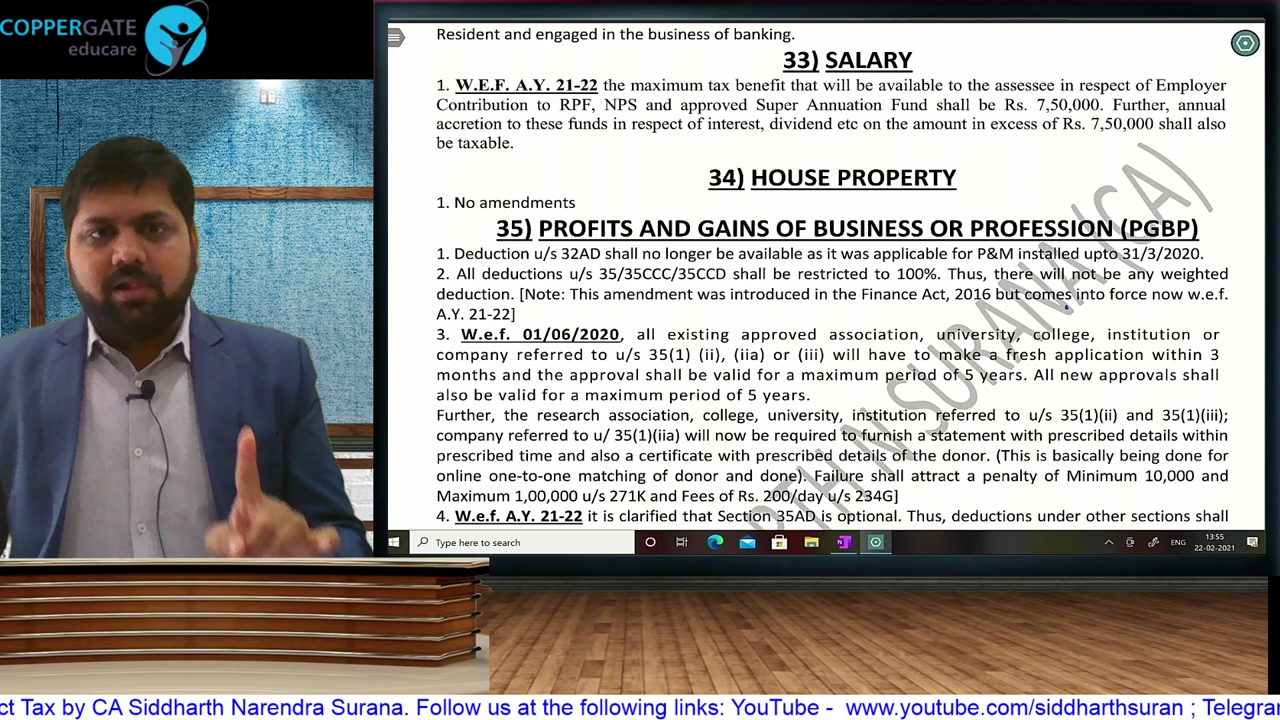 COPPERGATE
educare
Resident and engaged in the business of banking.
33) SALARY
1. W.E.F. A.Y. 21-22 the maximum tax benefit that will be available to the assessee in respect of Employer
Contribution to RPF, NPS and approved Super Annuation Fund shall be Rs. 7,50,000. Further, annual
accretion to these funds in respect of interest, dividend etc on the amount in excess of Rs. 7,50,000 shall also
be taxable.
34) HOUSE PROPERTY
1. No amendments
35) PROFITS AND GAINS OF BUSINESS OR PROFESSION (PGBP)
1. Deduction u/s 32AD shall no longer be available as it was applicable for P&M installed upto 31/3/2020.
2. All deductions u/s 35/35CCC/35CCD shall be restricted to 100%. Thus, there will not be any weighted
deduction. [Note: This amendment was introduced in the Finance Act, 2016 but comes into force now w.e.f.
A.Y. 21-22]
3. W.e.f. 01/06/2020, all existing approved association, university, college, institution or
company referred to u/s 35(1) (ii), (iia) or (iii) will have to make a fresh application within 3
months and the approval shall be valid for a maximum period of 5 years. All new approvals shall
also be valid for a maximum period of 5 years.
Further, the research association, college, university, institution referred to u/s 35(1)(ii) and 35(1)(iii);
company referred to u/ 35(1)(iia) will now be required to furnish a statement with prescribed details within
prescribed time and also a certificate with prescribed details of the donor. (This is basically being done for
online one-to-one matching of donor and done). Failure shall attract a penalty of Minimum 10,000 and
Maximum 1,00,000 u/s 271K and Fees of Rs. 200/day u/s 234G]
4. W.e.f. A.Y. 21-22 it is clarified that Section 35AD is optional. Thus, deductions under other sections shall
RTH N SURANA (CA)
Type here to search
ENG
13:55
22-02-2021
ct Tax by CA Siddharth Narendra Surana. Follow us at the following links: YouTube - www.youtube.com/siddharthsuran ; Telegra